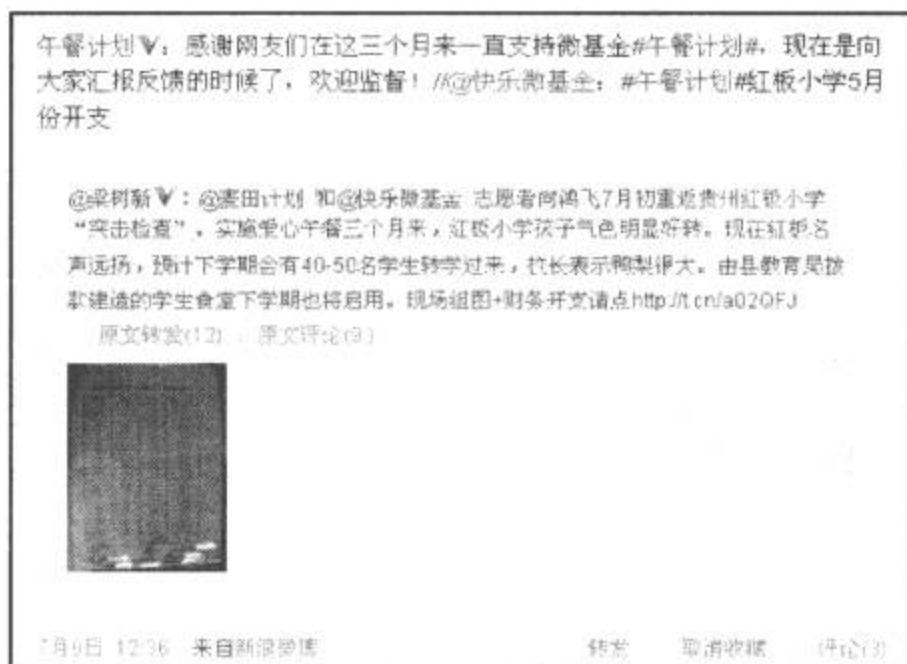 午餐计划V：感谢网友们在这三个月来一直支持微基金#午餐计划#，现在是向
大家汇报反馈的时候了，欢迎监督！//@快乐微基金：#午餐计划#红板小学5月
份开支
@梁树新V：@麦田计划 和@快乐微基金 志愿者何鸿飞7月初重返贵州红板小学
“突击检查”，实施爱心午餐三个月来，红板小学孩子气色明显好转。现在红板名
声远扬，预计下学期会有40-50名学生转学过来，校长表示鸭梨很大。由县教育局拨
款建造的学生食堂下学期也将启用。现场组图+财务开支请点http://t.cn/a02QFJ
原文转发(12) | 原文评论(9)
7月9日 12:36 来自新浪微博 转发 取消收藏 评论(3)